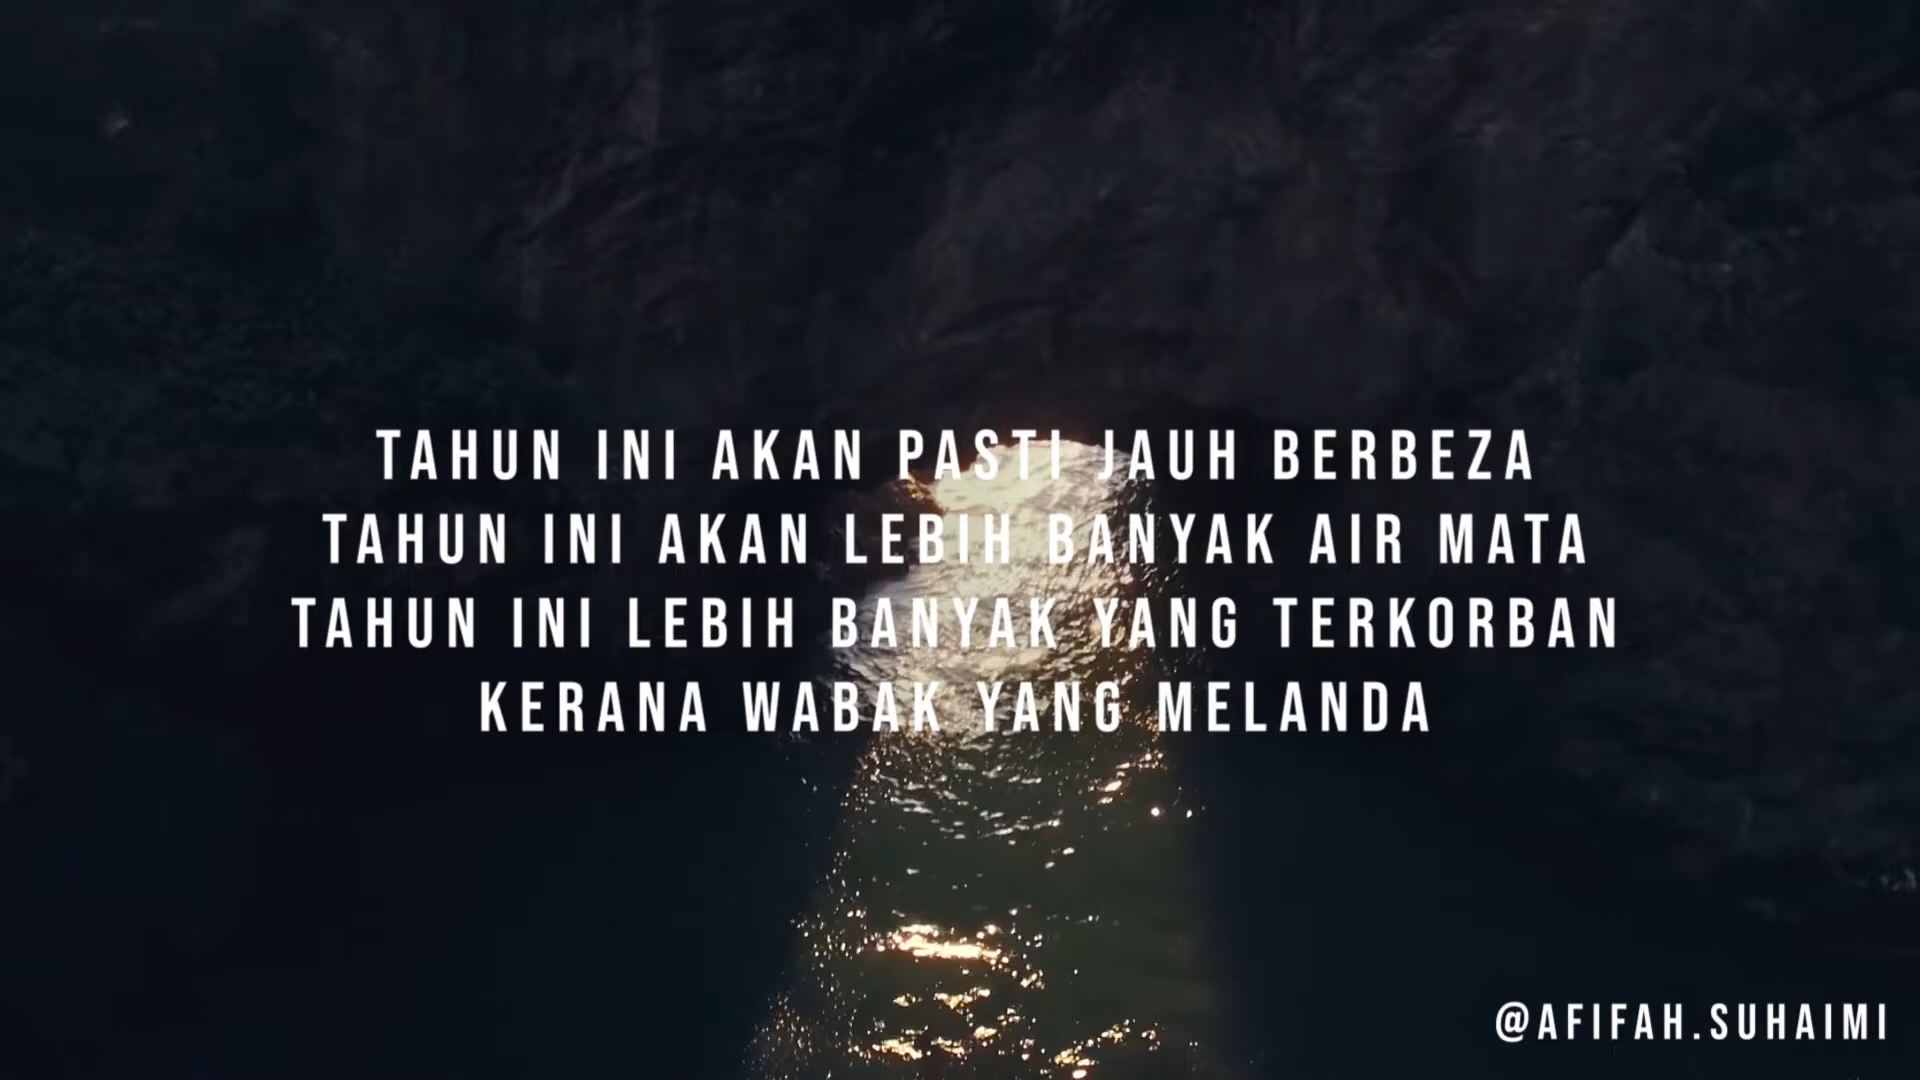 TAHUN INI AKAN PASTI JAUH BERBEZA
TAHUN INI AKAN LEBIH BANYAK AIR MATA
TAHUN INI LEBIH BANYAK YANG TERKORBAN
KERANA WABAK YANG MELANDA
@AFIFAH.SUHAIMI